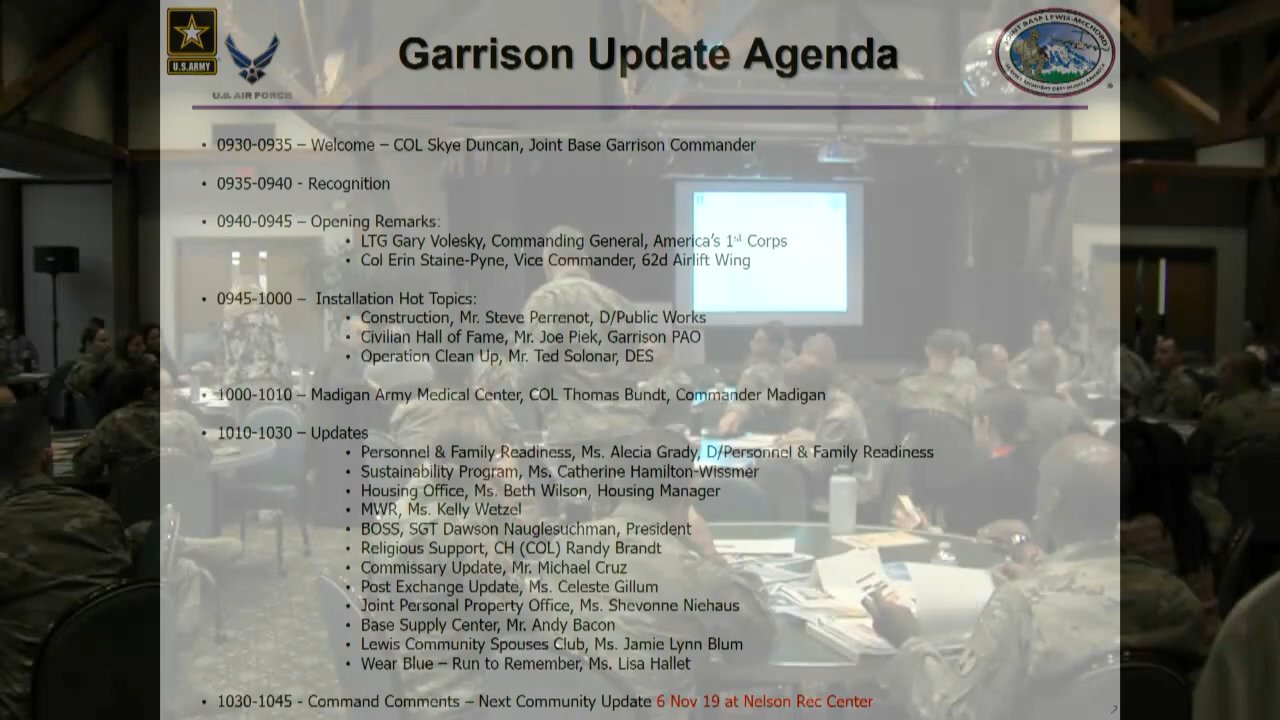 U.S.ARMY
U.S. AIR FORCE
JOINT BASE LEWIS-McCHORD
Garrison Update Agenda
• 0930-0935 – Welcome – COL Skye Duncan, Joint Base Garrison Commander
• 0935-0940 - Recognition
• 0940-0945 – Opening Remarks:
• LTG Gary Volesky, Commanding General, America's 1st Corps
• Col Erin Staine-Pyne, Vice Commander, 62d Airlift Wing
• 0945-1000 – Installation Hot Topics:
• Construction, Mr. Steve Perrenot, D/Public Works
• Civilian Hall of Fame, Mr. Joe Piek, Garrison PAO
• Operation Clean Up, Mr. Ted Solonar, DES
• 1000-1010 – Madigan Army Medical Center, COL Thomas Bundt, Commander Madigan
• 1010-1030 – Updates
• Personnel & Family Readiness, Ms. Alecia Grady, D/Personnel & Family Readiness
• Sustainability Program, Ms. Catherine Hamilton-Wissmer
• Housing Office, Ms. Beth Wilson, Housing Manager
• MWR, Ms. Kelly Wetzel
• BOSS, SGT Dawson Nauglesuchman, President
• Religious Support, CH (COL) Randy Brandt
• Commissary Update, Mr. Michael Cruz
• Post Exchange Update, Ms. Celeste Gillum
• Joint Personal Property Office, Ms. Shevonne Niehaus
• Base Supply Center, Mr. Andy Bacon
• Lewis Community Spouses Club, Ms. Jamie Lynn Blum
• Wear Blue – Run to Remember, Ms. Lisa Hallet
• 1030-1045 - Command Comments – Next Community Update 6 Nov 19 at Nelson Rec Center